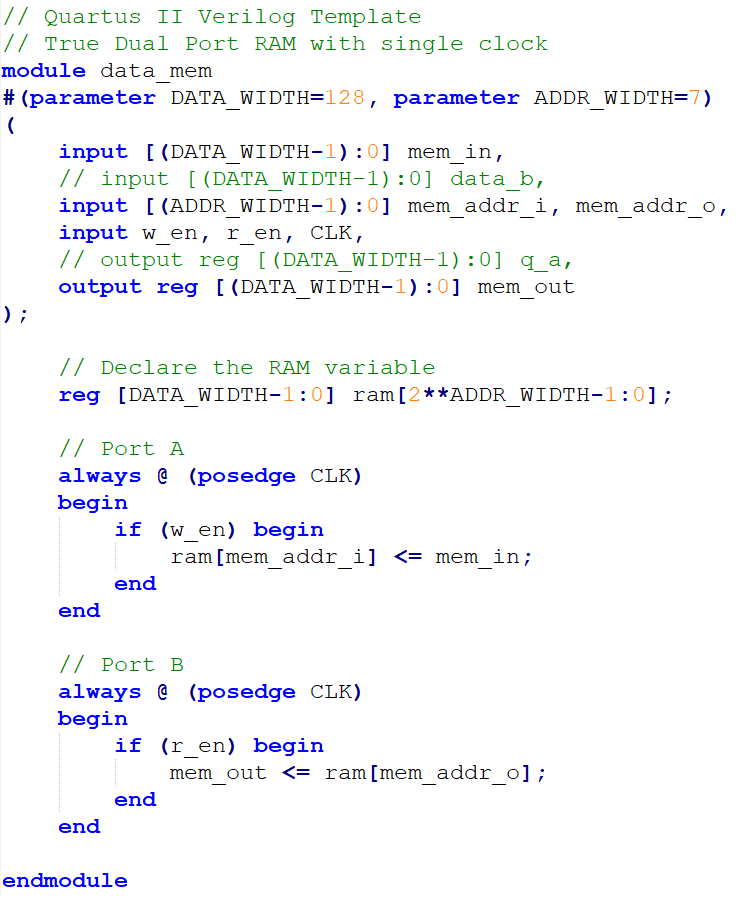 // Quartus II Verilog Template
// True Dual Port RAM with single clock
module data_mem
#(parameter DATA_WIDTH=128, parameter ADDR_WIDTH=7)
(
    input [(DATA_WIDTH-1):0] mem_in,
    // input [(DATA_WIDTH-1):0] data_b,
    input [(ADDR_WIDTH-1):0] mem_addr_i, mem_addr_o,
    input w_en, r_en, CLK,
    // output reg [(DATA_WIDTH-1):0] q_a,
    output reg [(DATA_WIDTH-1):0] mem_out
);

    // Declare the RAM variable
    reg [DATA_WIDTH-1:0] ram[2**ADDR_WIDTH-1:0];

    // Port A
    always @ (posedge CLK)
    begin
        if (w_en) begin
            ram[mem_addr_i] <= mem_in;
        end
    end

    // Port B
    always @ (posedge CLK)
    begin
        if (r_en) begin
            mem_out <= ram[mem_addr_o];
        end
    end

endmodule